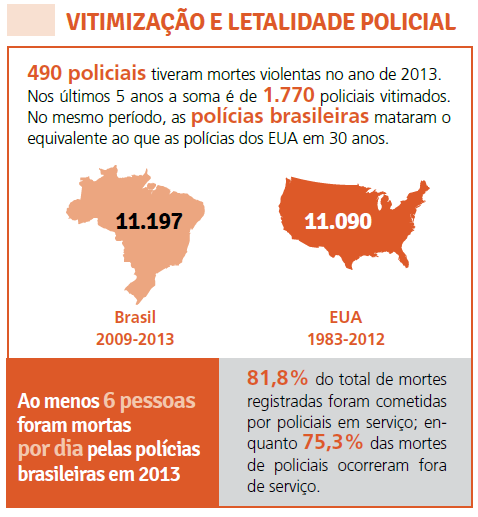 VITIMIZAÇÃO E LETALIDADE POLICIAL
490 policiais tiveram mortes violentas no ano de 2013.
Nos últimos 5 anos a soma é de 1.770 policiais vitimados.
No mesmo período, as polícias brasileiras mataram o
equivalente ao que as polícias dos EUA em 30 anos.
11.197
11.090
Brasil
2009-2013
EUA
1983-2012
Ao menos 6 pessoas
foram mortas
por dia pelas polícias
brasileiras em 2013
81,8% do total de mortes
registradas foram cometidas
por policiais em serviço; en-
quanto 75,3% das mortes
de policiais ocorreram fora
de serviço.